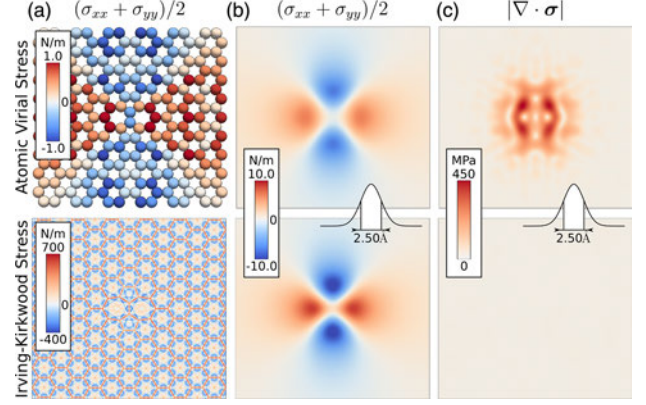 (a) (σxx + σyy)/2
(b) (σxx + σyy)/2
(c) |∇ · σ|
Atomic Virial Stress
N/m
1.0
0
-1.0
N/m
10.0
0
-10.0
MPa
450
0
2.50Å
2.50Å
Irving-Kirkwood Stress
N/m
700
0
-400